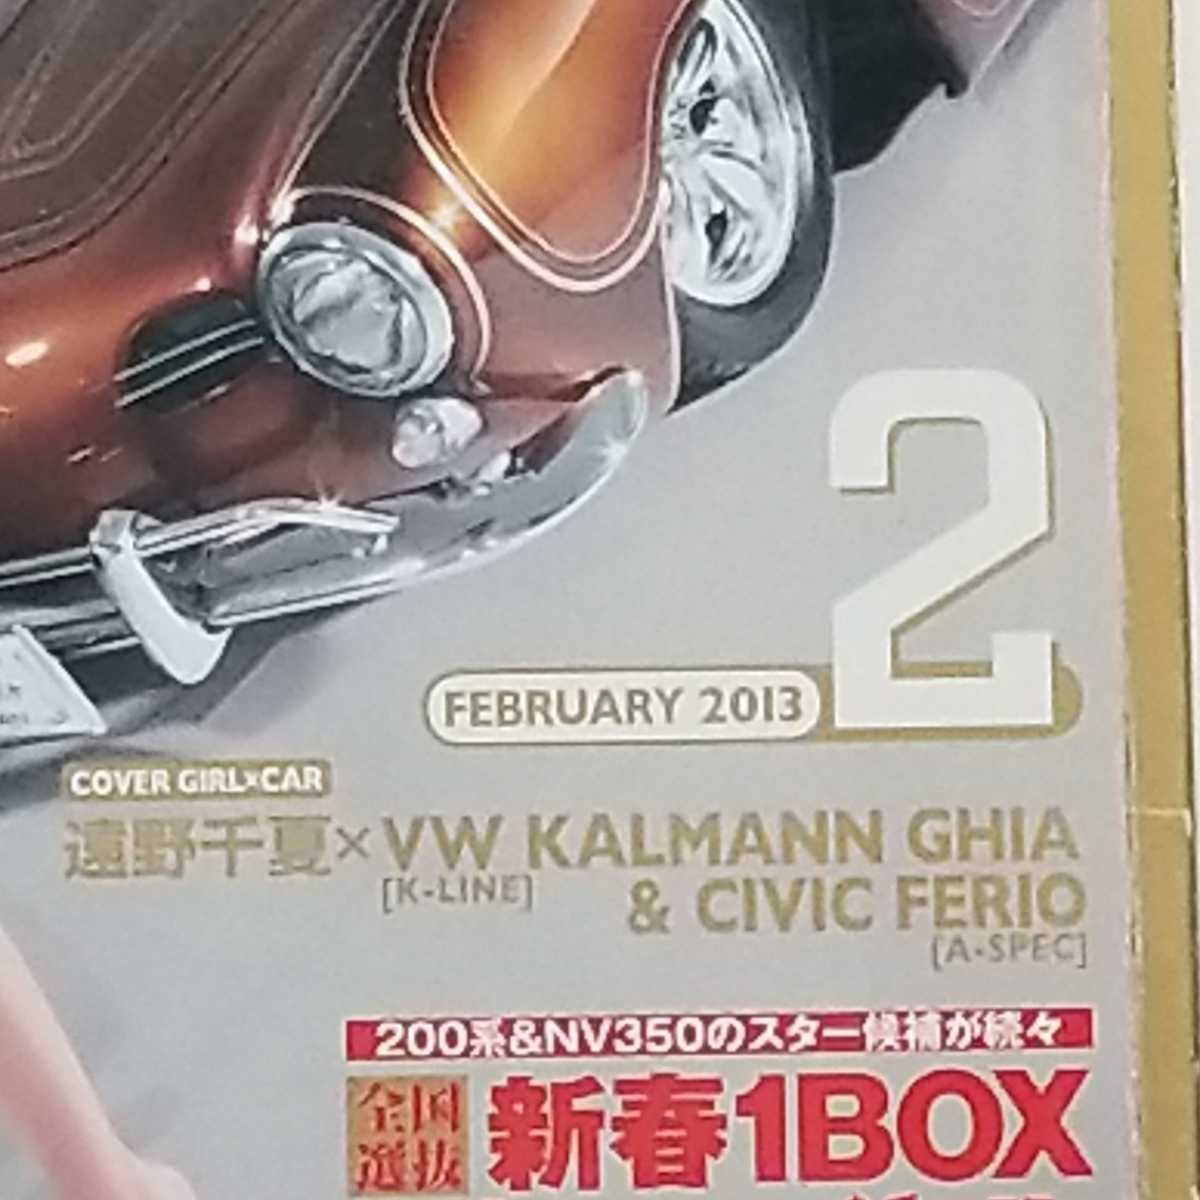 2
FEBRUARY 2013
COVER GIRL×CAR
遠野千夏×VW KALMANN GHIA
[K-LINE]
& CIVIC FERIO
[A-SPEC]
200系&NV350のスター候補が続々
全国
選抜
新春1BOX